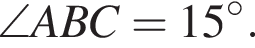 ∠ABC = 15°.